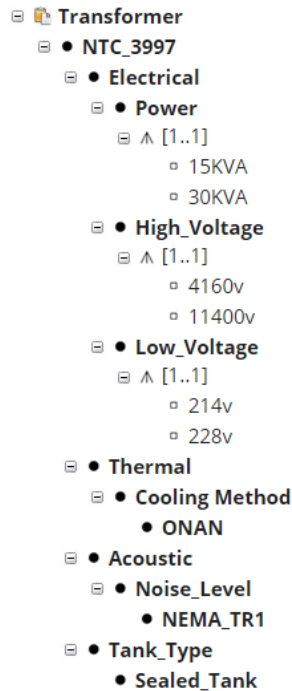 Transformer
NTC_3997
Electrical
Power
[1..1]
15KVA
30KVA
High_Voltage
[1..1]
4160v
11400v
Low_Voltage
[1..1]
214v
228v
Thermal
Cooling Method
ONAN
Acoustic
Noise_Level
NEMA_TR1
Tank_Type
Sealed_Tank